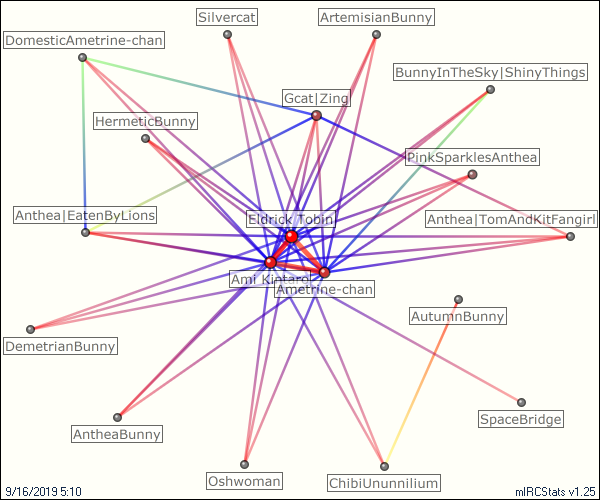 Silvercat
ArtemisianBunny
DomesticAmetrine-chan
BunnyInTheSky|ShinyThings
Gcat|Zing
HermeticBunny
PinkSparklesAnthea
Anthea|EatenByLions
Eldrick_Tobin
Anthea|TomAndKitFangirl
Ami_Kintaro
Ametrine-chan
AutumnBunny
DemetrianBunny
SpaceBridge
AntheaBunny
Oshwoman
ChibiUnunnilium
9/16/2019 5:10
mIRCStats v1.25